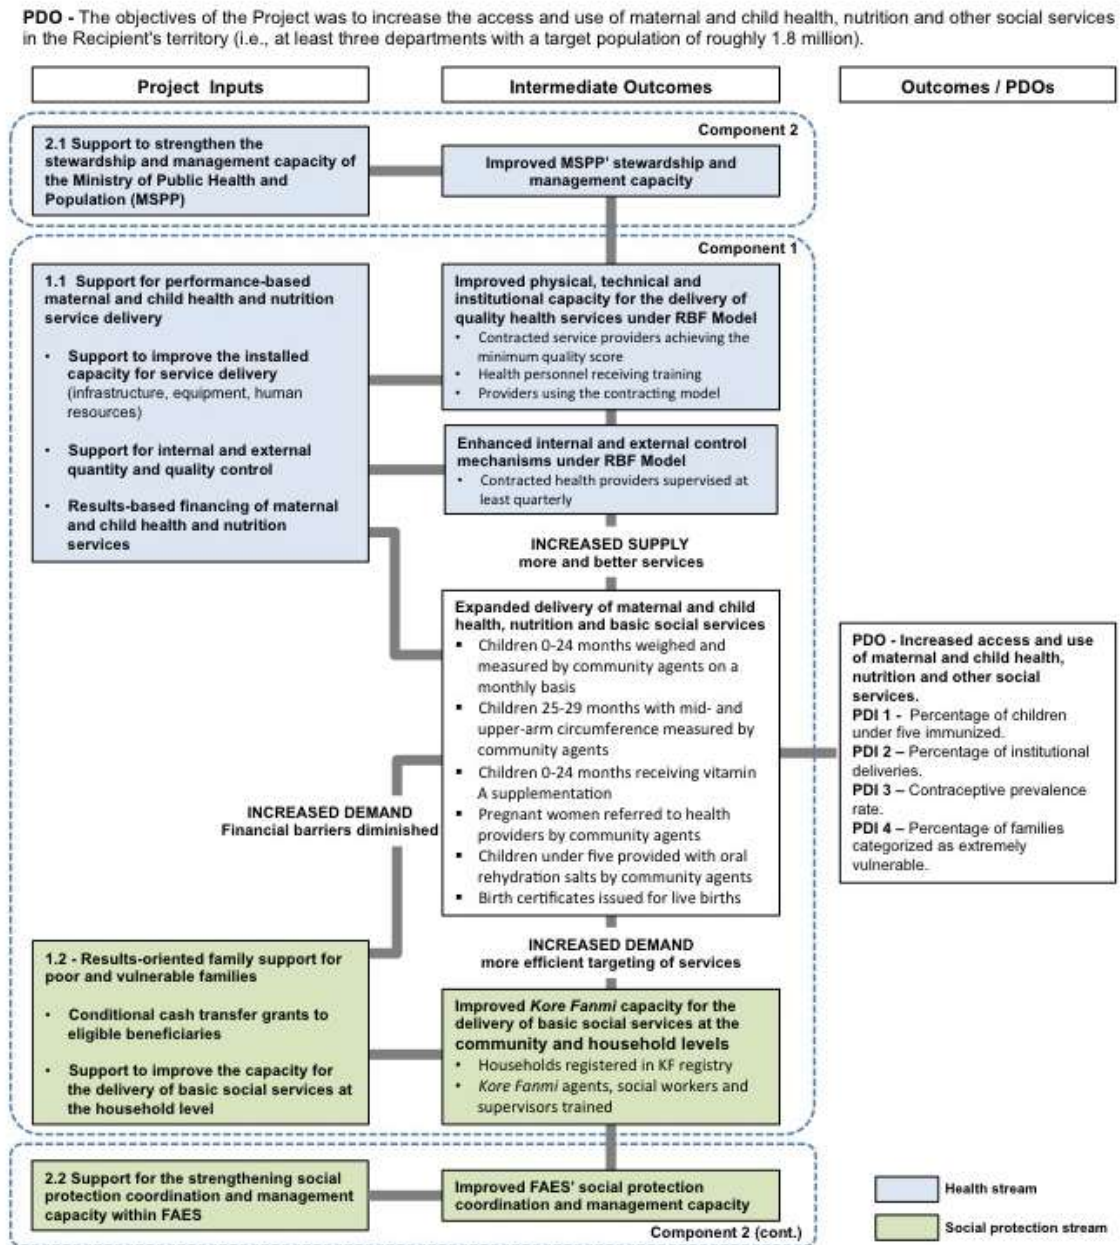 PDO - The objectives of the Project was to increase the access and use of maternal and child health, nutrition and other social services
in the Recipient's territory (i.e., at least three departments with a target population of roughly 1.8 million).
Project Inputs
Intermediate Outcomes
Outcomes / PDOs
Component 2
2.1 Support to strengthen the
stewardship and management capacity of
the Ministry of Public Health and
Population (MSPP)
Improved MSPP' stewardship and
management capacity
Component 1
1.1 Support for performance-based
maternal and child health and nutrition
service delivery
• Support to improve the installed
capacity for service delivery
(infrastructure, equipment, human
resources)
• Support for internal and external
quantity and quality control
• Results-based financing of maternal
and child health and nutrition
services
Improved physical, technical and
institutional capacity for the delivery of
quality health services under RBF Model
• Contracted service providers achieving the
minimum quality score
• Health personnel receiving training
• Providers using the contracting model
Enhanced internal and external control
mechanisms under RBF Model
• Contracted health providers supervised at
least quarterly
INCREASED SUPPLY
more and better services
Expanded delivery of maternal and child
health, nutrition and basic social services
▪ Children 0-24 months weighed and
measured by community agents on a
monthly basis
▪ Children 25-29 months with mid- and
upper-arm circumference measured by
community agents
▪ Children 0-24 months receiving vitamin
A supplementation
▪ Pregnant women referred to health
providers by community agents
▪ Children under five provided with oral
rehydration salts by community agents
▪ Birth certificates issued for live births
PDO - Increased access and use
of maternal and child health,
nutrition and other social
services.
PDI 1 - Percentage of children
under five immunized.
PDI 2 – Percentage of institutional
deliveries.
PDI 3 – Contraceptive prevalence
rate.
PDI 4 – Percentage of families
categorized as extremely
vulnerable.
INCREASED DEMAND
Financial barriers diminished
INCREASED DEMAND
more efficient targeting of services
1.2 - Results-oriented family support for
poor and vulnerable families
• Conditional cash transfer grants to
eligible beneficiaries
• Support to improve the capacity for
the delivery of basic social services at
the household level
Improved Kore Fanmi capacity for the
delivery of basic social services at the
community and household levels
• Households registered in KF registry
• Kore Fanmi agents, social workers and
supervisors trained
2.2 Support for the strengthening social
protection coordination and management
capacity within FAES
Improved FAES' social protection
coordination and management capacity
Component 2 (cont.)
Health stream
Social protection stream